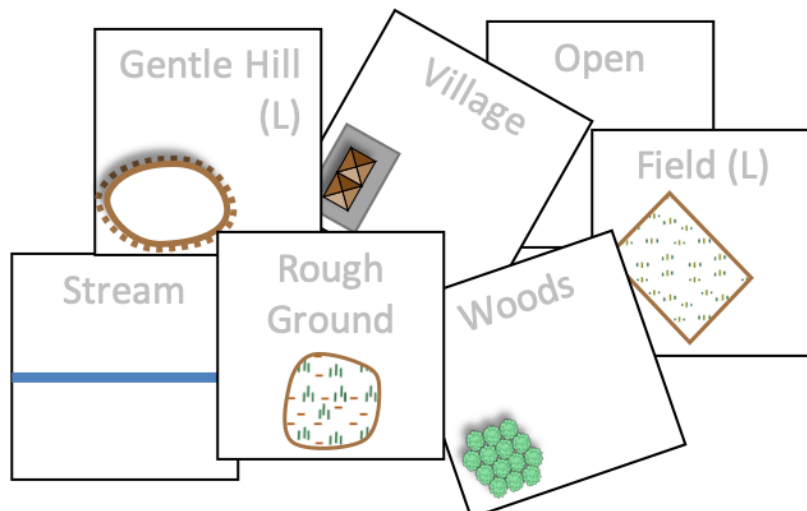 Gentle Hill
(L)
Village
Open
Field (L)
Stream
Rough
Ground
Woods